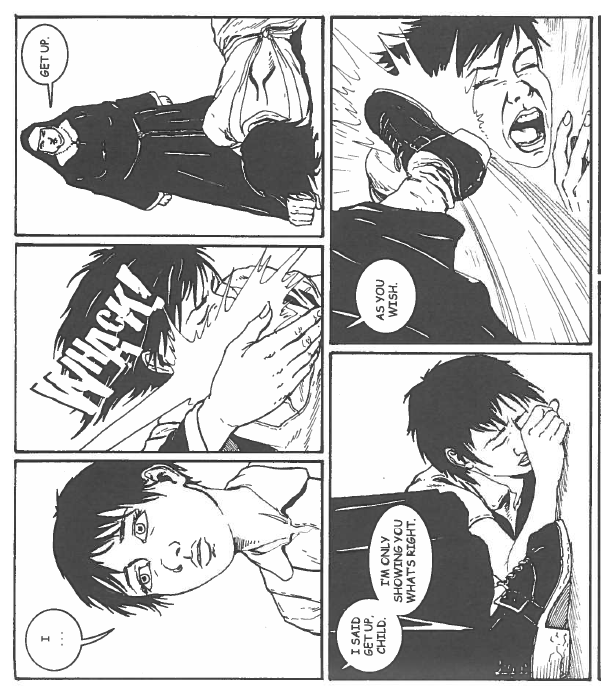 I
...
WHACK!
GET UP.
I SAID
GET UP,
CHILD.
I'M ONLY
SHOWING YOU
WHAT'S RIGHT.
AS YOU
WISH.